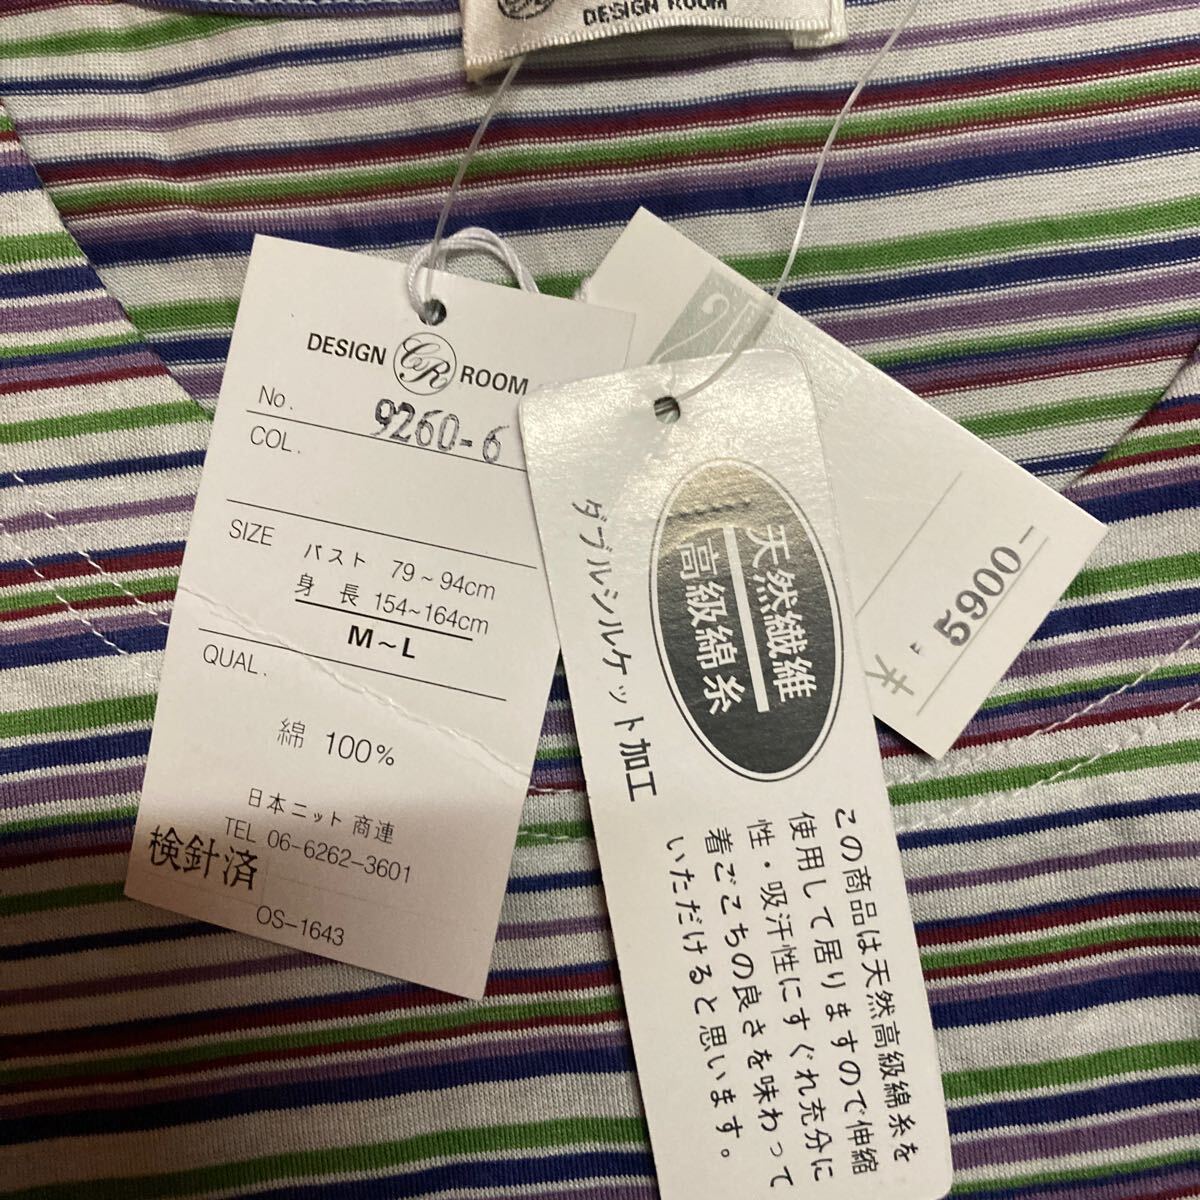 DESIGN ROOM
DESIGN CR ROOM
No. 9260-6
COL.
SIZE バスト 79~94cm
身長 154~164cm
M~L
QUAL.
綿 100%
日本ニット商連
TEL 06-6262-3601
検針済
OS-1643
天然繊維
高級綿糸
ダブルシルケット加工
この商品は天然高級綿糸を
使用して居りますので伸縮
性・吸汗性にすぐれ充分に
着ごこちの良さを味わって
いただけると思います。
5900-